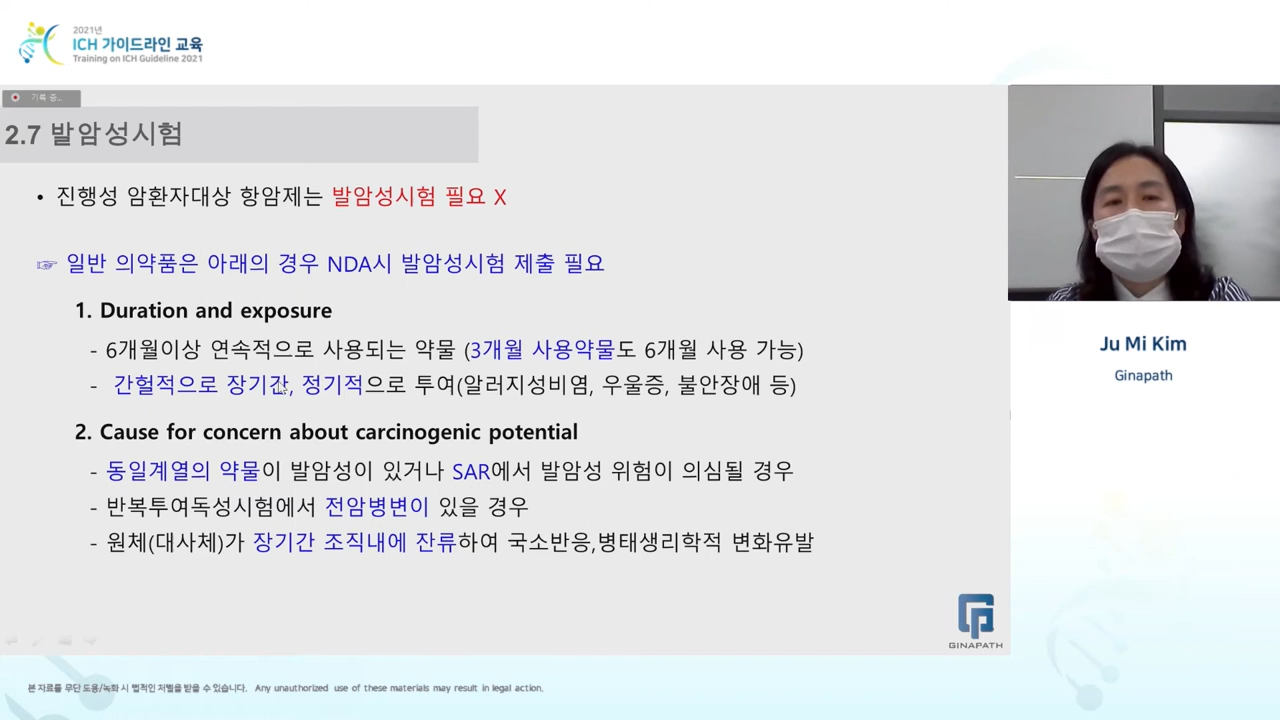 2021년
ICH 가이드라인 교육
Training on ICH Guideline 2021
기록 중...
2.7 발암성시험
• 진행성 암환자대상 항암제는 발암성시험 필요 X
☞ 일반 의약품은 아래의 경우 NDA시 발암성시험 제출 필요
1. Duration and exposure
- 6개월이상 연속적으로 사용되는 약물 (3개월 사용약물도 6개월 사용 가능)
- 간헐적으로 장기간, 정기적으로 투여(알러지성비염, 우울증, 불안장애 등)
2. Cause for concern about carcinogenic potential
- 동일계열의 약물이 발암성이 있거나 SAR에서 발암성 위험이 의심될 경우
- 반복투여독성시험에서 전암병변이 있을 경우
- 원체(대사체)가 장기간 조직내에 잔류하여 국소반응,병태생리학적 변화유발
GINAPATH
Ju Mi Kim
Ginapath
본 자료를 무단 도용/녹화 시 법적인 처벌을 받을 수 있습니다. Any unauthorized use of these materials may result in legal action.